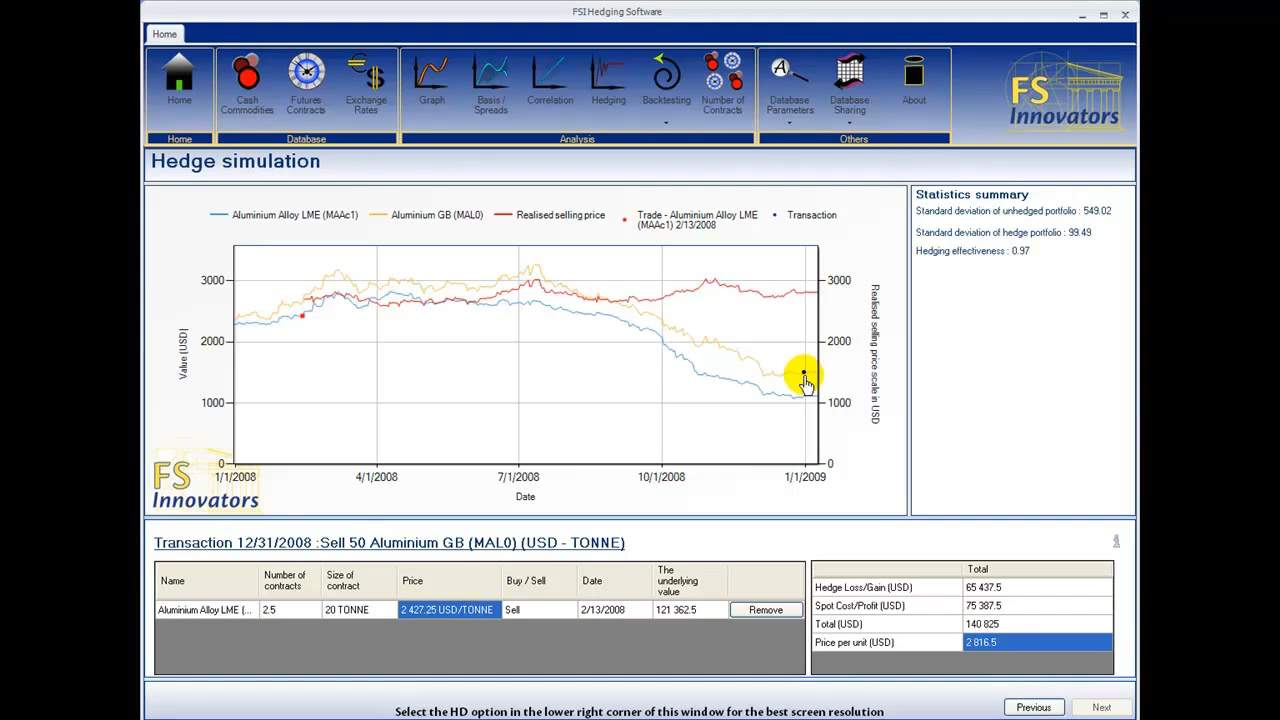 FSI Hedging Software
Home
Home
Cash Commodities
Futures Contracts
Exchange Rates
Graph
Basis / Spreads
Correlation
Hedging
Backtesting
Number of Contracts
Database Parameters
Database Sharing
About
FS Innovators
Home
Database
Analysis
Others
Hedge simulation
Aluminium Alloy LME (MAAc1)
Aluminium GB (MAL0)
Realised selling price
Trade - Aluminium Alloy LME (MAAc1) 2/13/2008
Transaction
Value (USD)
3000
2000
1000
0
3000
2000
1000
0
Realised selling price scale in USD
1/1/2008
4/1/2008
7/1/2008
10/1/2008
1/1/2009
Date
FS Innovators
Statistics summary
Standard deviation of unhedged portfolio : 549.02
Standard deviation of hedge portfolio : 99.49
Hedging effectiveness : 0.97
Transaction 12/31/2008 :Sell 50 Aluminium GB (MAL0) (USD - TONNE)
Name Number of contracts Size of contract Price Buy / Sell Date The underlying value
Aluminium Alloy LME (... 2.5 20 TONNE 2 427.25 USD/TONNE Sell 2/13/2008 121 362.5 Remove
Total
Hedge Loss/Gain (USD) 65 437.5
Spot Cost/Profit (USD) 75 387.5
Total (USD) 140 825
Price per unit (USD) 2 816.5
Select the HD option in the lower right corner of this window for the best screen resolution
Previous
Next